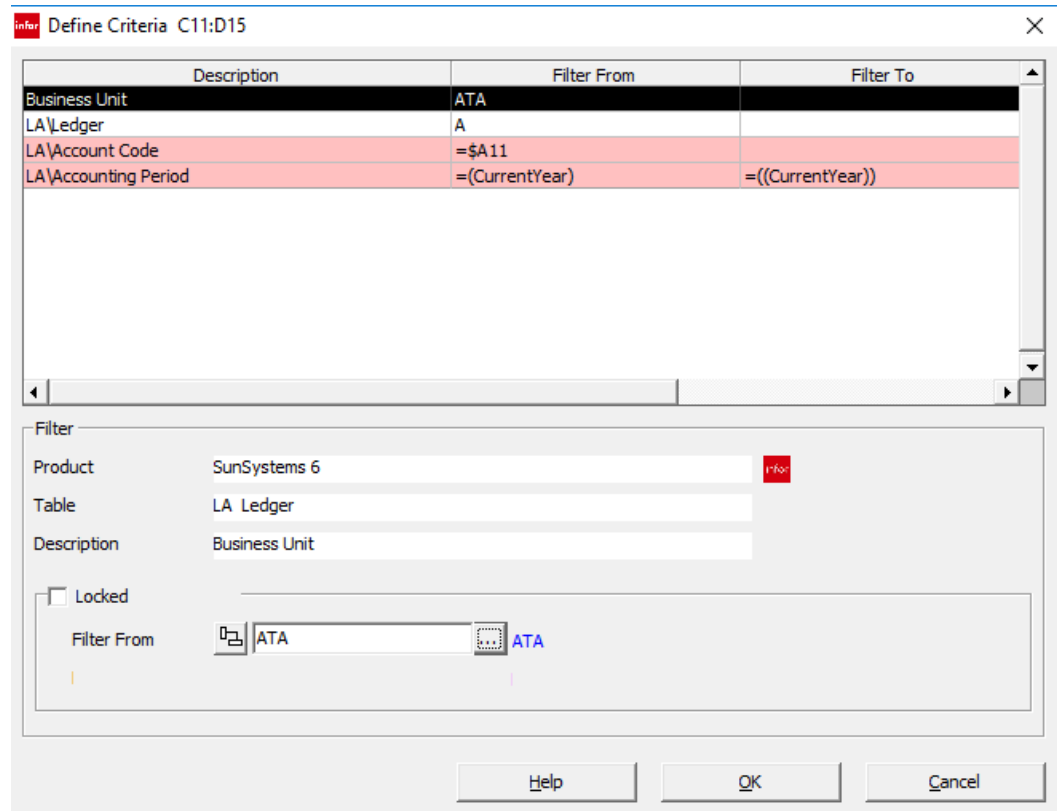 infor Define Criteria C11:D15
Description Filter From Filter To
Business Unit ATA
LA\Ledger A
LA\Account Code =$A11
LA\Accounting Period =(CurrentYear) =((CurrentYear))
Filter
Product SunSystems 6 infor
Table LA Ledger
Description Business Unit
Locked
Filter From ATA ... ATA
Help OK Cancel